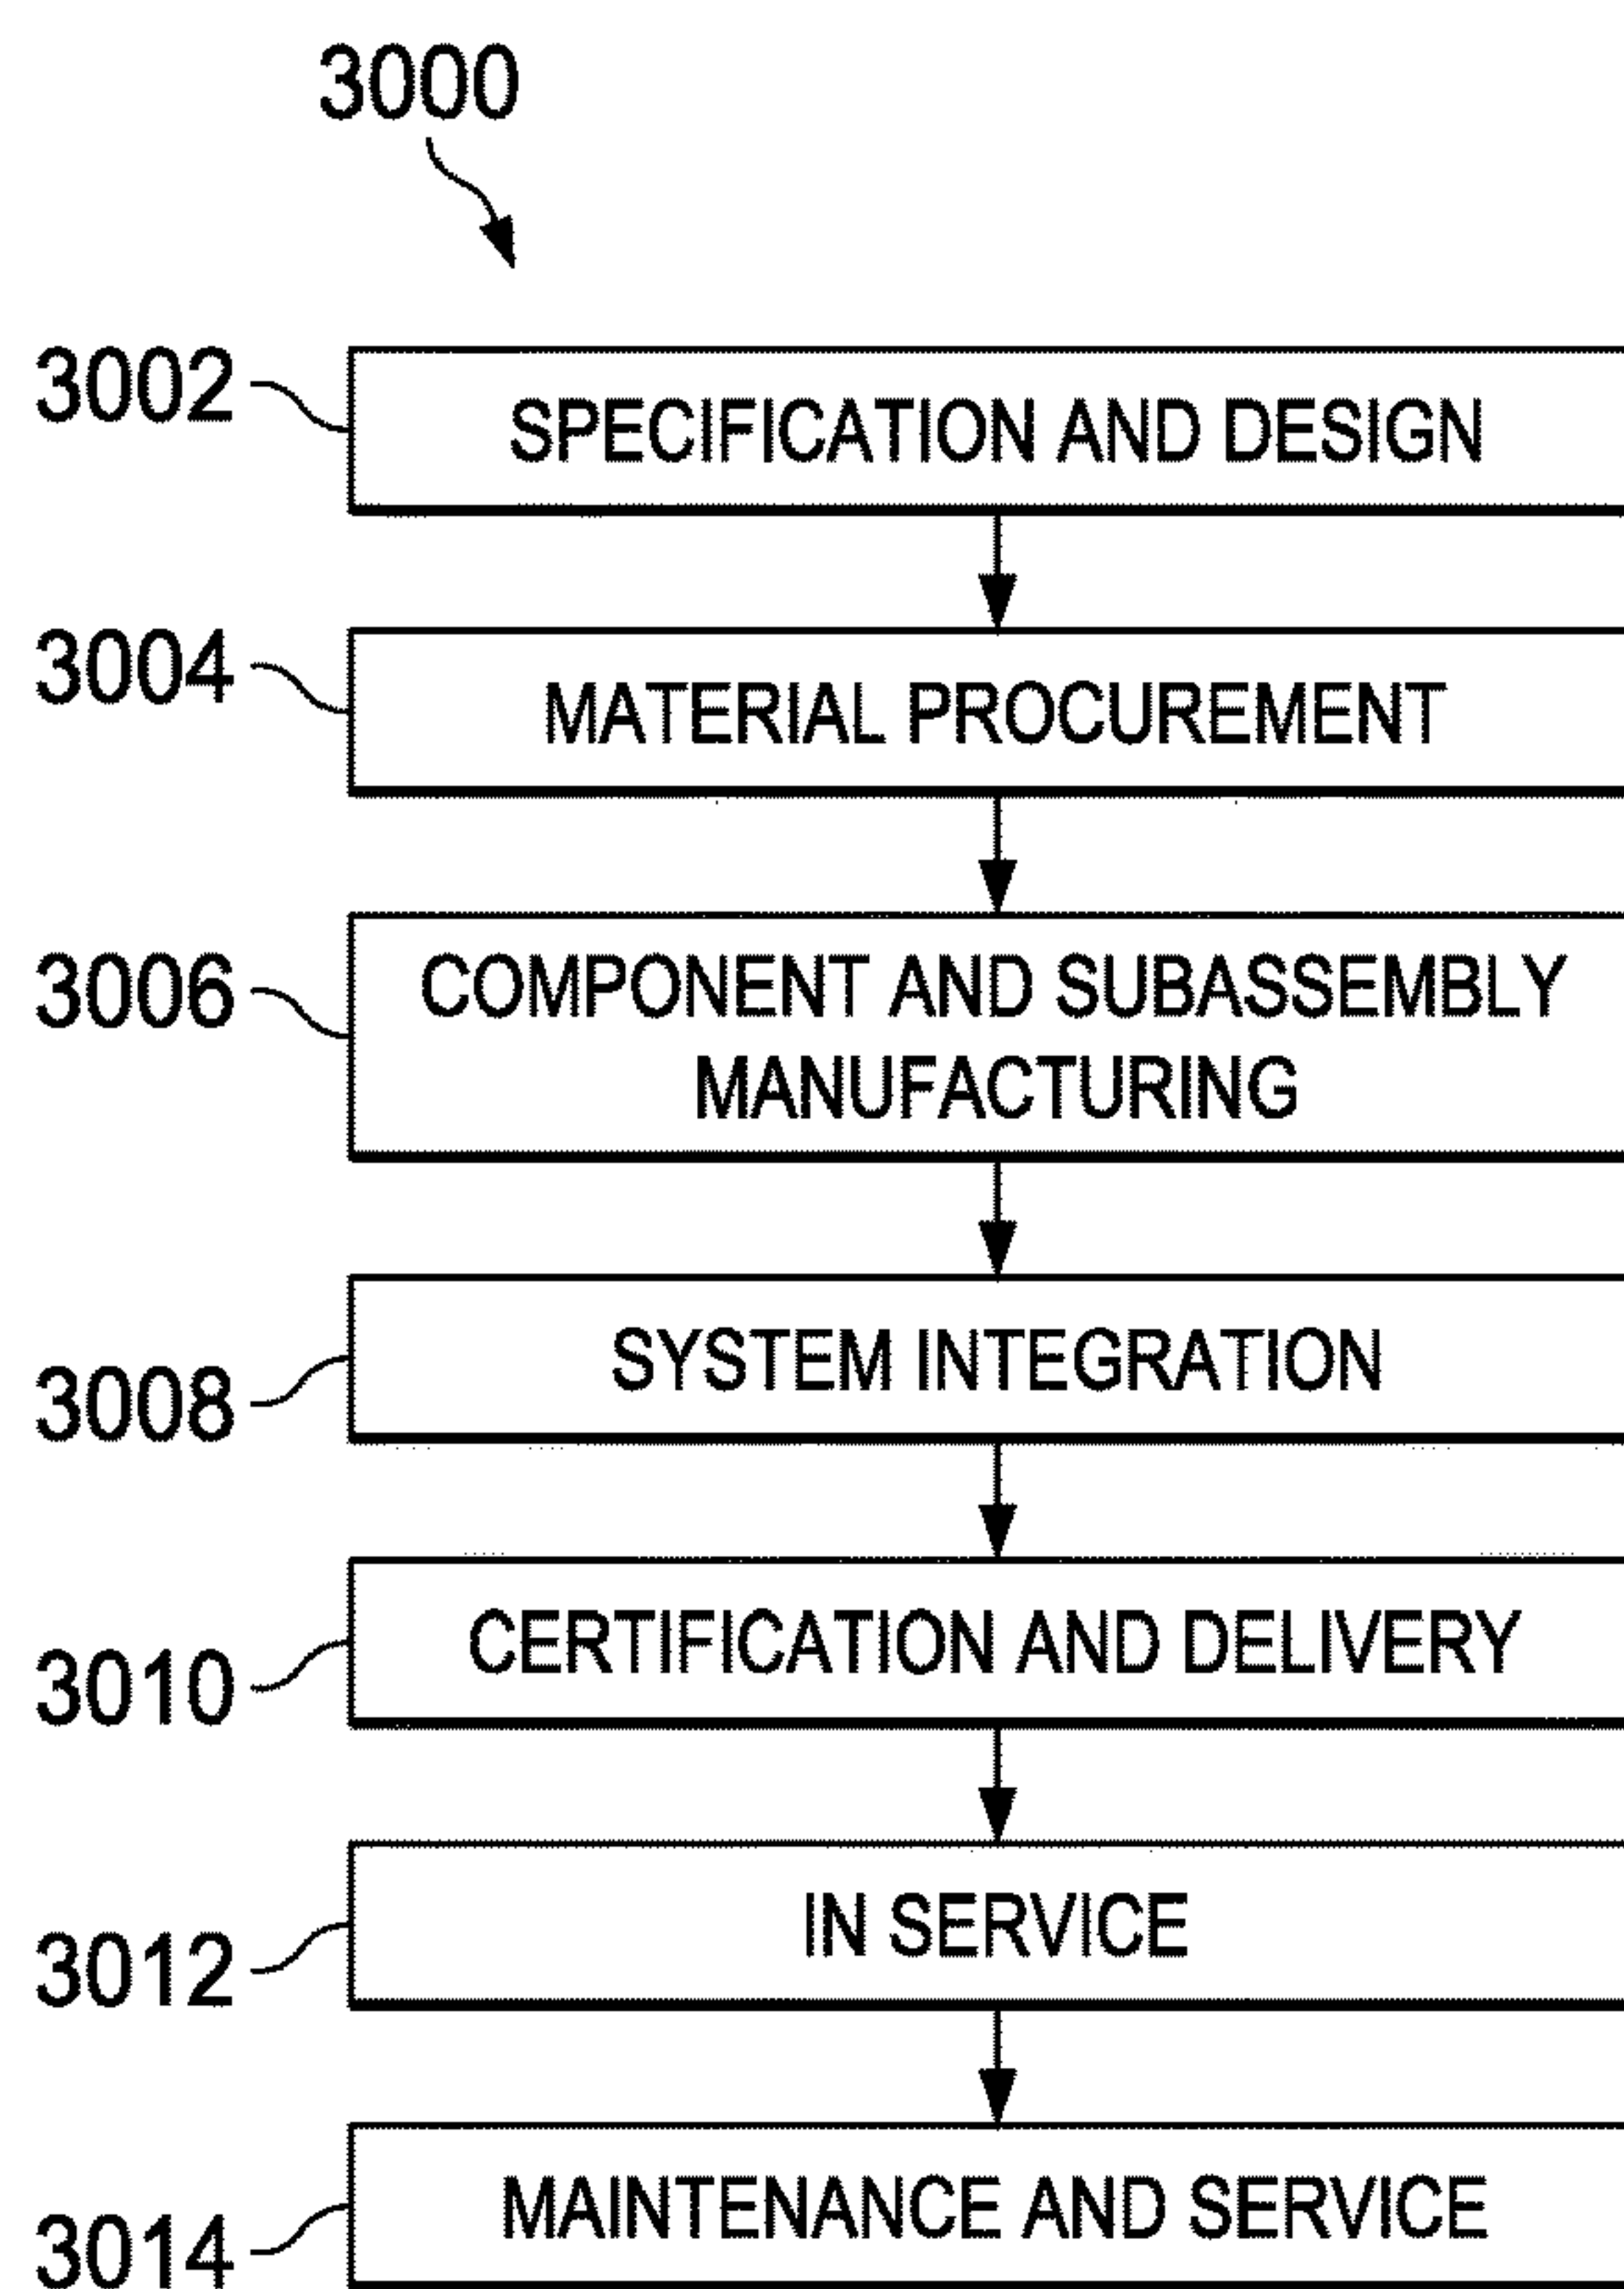 3000
3002
SPECIFICATION AND DESIGN
3004
MATERIAL PROCUREMENT
3006
COMPONENT AND SUBASSEMBLY
MANUFACTURING
3008
SYSTEM INTEGRATION
3010
CERTIFICATION AND DELIVERY
3012
IN SERVICE
3014
MAINTENANCE AND SERVICE